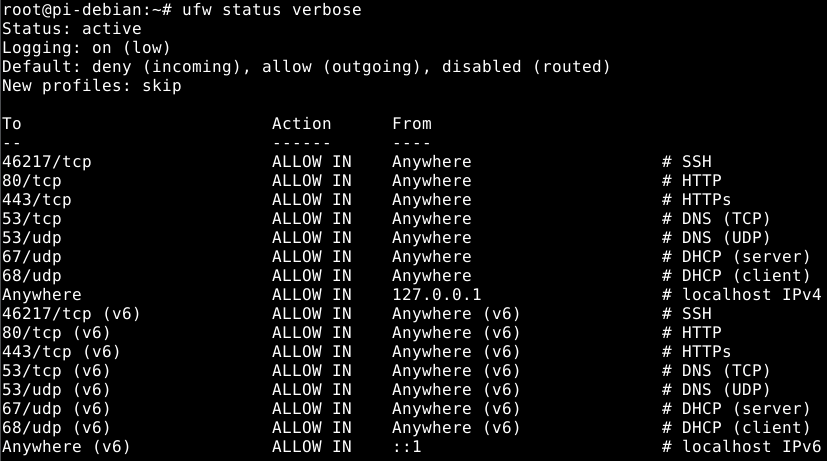 root@pi-debian:~# ufw status verbose
Status: active
Logging: on (low)
Default: deny (incoming), allow (outgoing), disabled (routed)
New profiles: skip

To                         Action      From
--                         ------      ----
46217/tcp                  ALLOW IN    Anywhere                   # SSH
80/tcp                     ALLOW IN    Anywhere                   # HTTP
443/tcp                    ALLOW IN    Anywhere                   # HTTPs
53/tcp                     ALLOW IN    Anywhere                   # DNS (TCP)
53/udp                     ALLOW IN    Anywhere                   # DNS (UDP)
67/udp                     ALLOW IN    Anywhere                   # DHCP (server)
68/udp                     ALLOW IN    Anywhere                   # DHCP (client)
Anywhere                   ALLOW IN    127.0.0.1                  # localhost IPv4
46217/tcp (v6)             ALLOW IN    Anywhere (v6)              # SSH
80/tcp (v6)                ALLOW IN    Anywhere (v6)              # HTTP
443/tcp (v6)               ALLOW IN    Anywhere (v6)              # HTTPs
53/tcp (v6)                ALLOW IN    Anywhere (v6)              # DNS (TCP)
53/udp (v6)                ALLOW IN    Anywhere (v6)              # DNS (UDP)
67/udp (v6)                ALLOW IN    Anywhere (v6)              # DHCP (server)
68/udp (v6)                ALLOW IN    Anywhere (v6)              # DHCP (client)
Anywhere (v6)              ALLOW IN    ::1                        # localhost IPv6